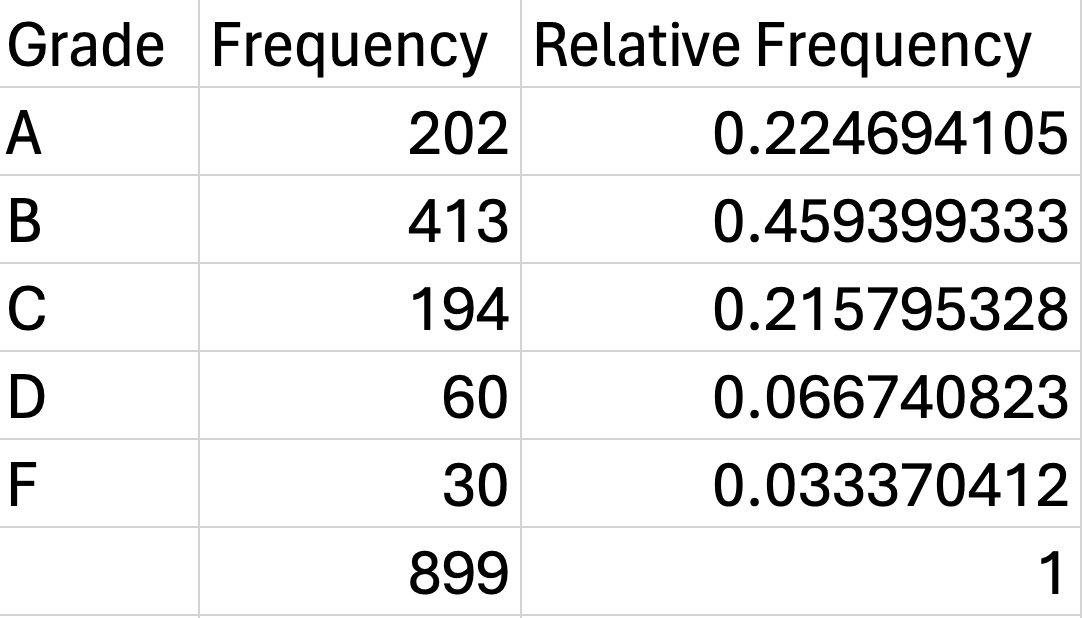 Grade Frequency Relative Frequency
A 202 0.224694105
B 413 0.459399333
C 194 0.215795328
D 60 0.066740823
F 30 0.033370412
899 1